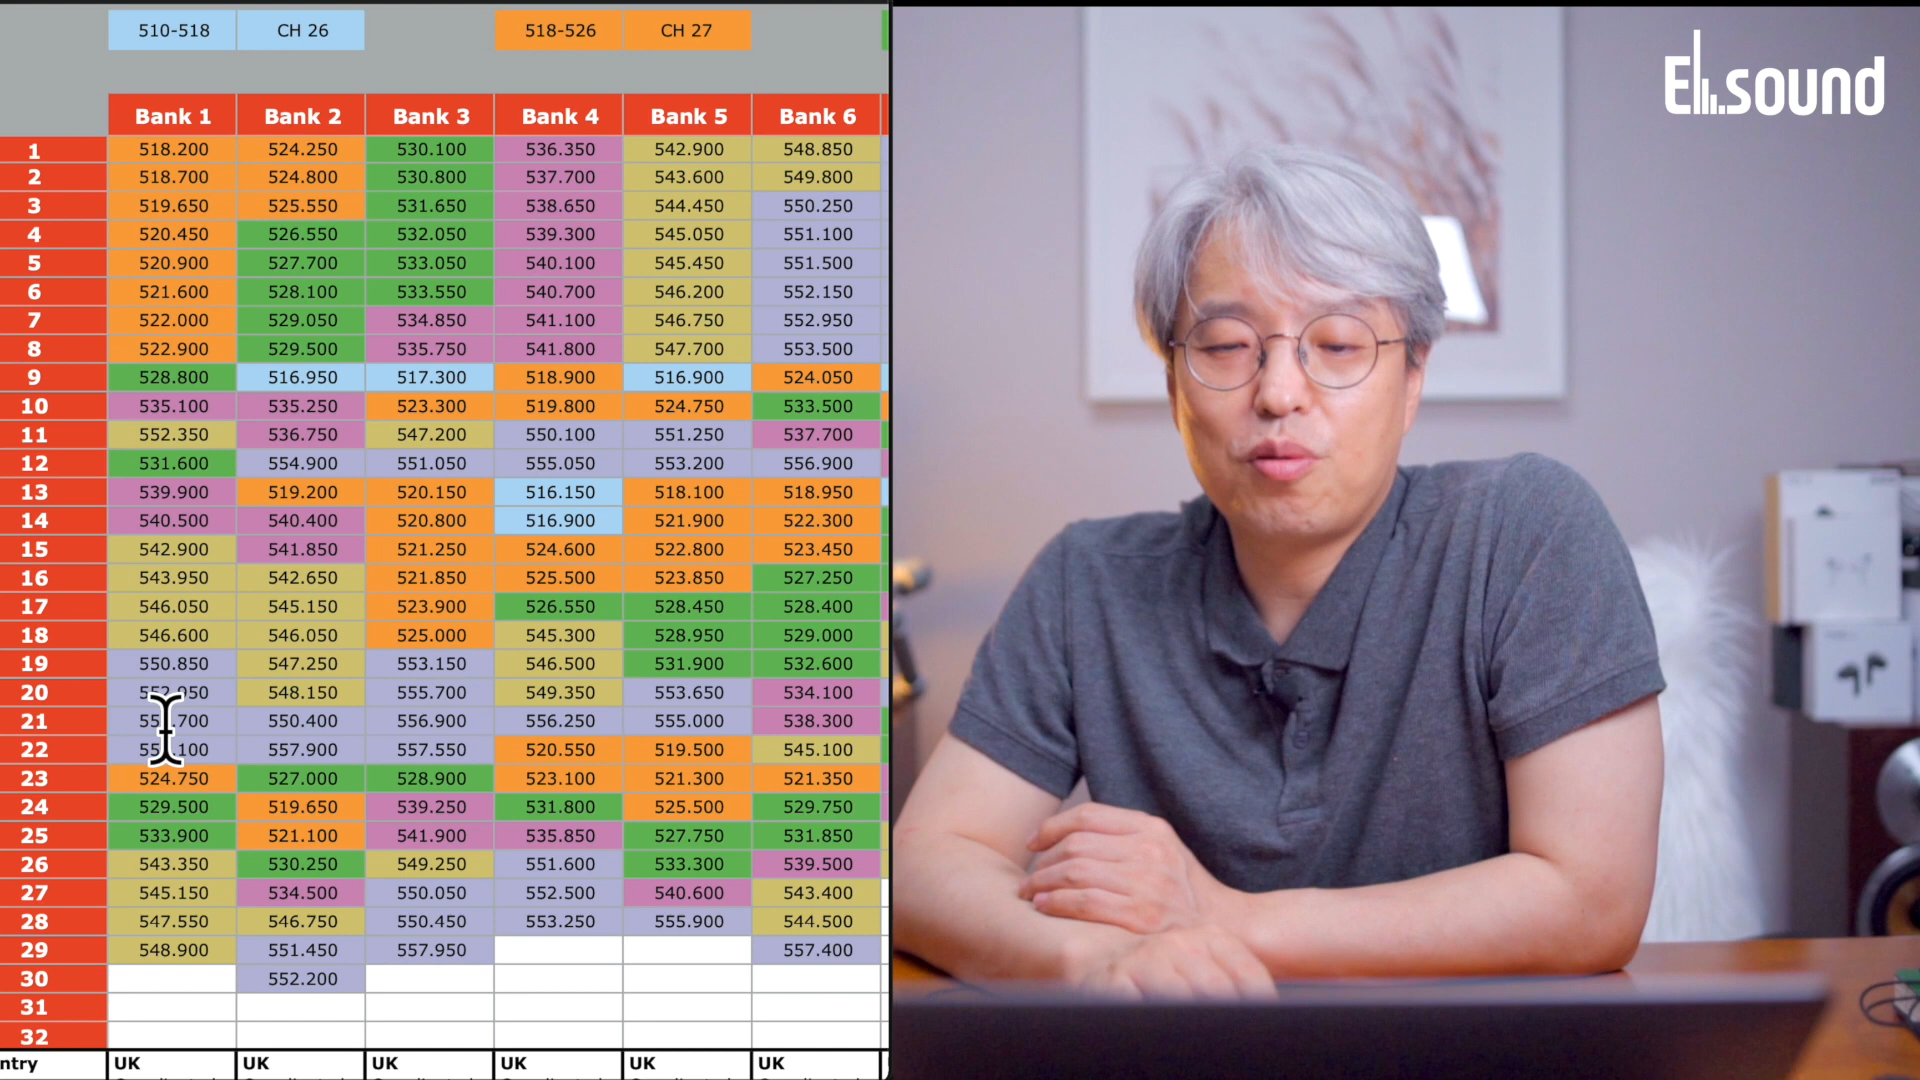 510-518 CH 26 518-526 CH 27
Bank 1 Bank 2 Bank 3 Bank 4 Bank 5 Bank 6
1 518.200 524.250 530.100 536.350 542.900 548.850
2 518.700 524.800 530.800 537.700 543.600 549.800
3 519.650 525.550 531.650 538.650 544.450 550.250
4 520.450 526.550 532.050 539.300 545.050 551.100
5 520.900 527.700 533.050 540.100 545.450 551.500
6 521.600 528.100 533.550 540.700 546.200 552.150
7 522.000 529.050 534.850 541.100 546.750 552.950
8 522.900 529.500 535.750 541.800 547.700 553.500
9 528.800 516.950 517.300 518.900 516.900 524.050
10 535.100 535.250 523.300 519.800 524.750 533.500
11 552.350 536.750 547.200 550.100 551.250 537.700
12 531.600 554.900 551.050 555.050 553.200 556.900
13 539.900 519.200 520.150 516.150 518.100 518.950
14 540.500 540.400 520.800 516.900 521.900 522.300
15 542.900 541.850 521.250 524.600 522.800 523.450
16 543.950 542.650 521.850 525.500 523.850 527.250
17 546.050 545.150 523.900 526.550 528.450 528.400
18 546.600 546.050 525.000 545.300 528.950 529.000
19 550.850 547.250 553.150 546.500 531.900 532.600
20 548.150 555.700 549.350 553.650 534.100
21 550.400 556.900 556.250 555.000 538.300
22 557.900 557.550 520.550 519.500 545.100
23 524.750 527.000 528.900 523.100 521.300 521.350
24 529.500 519.650 539.250 531.800 525.500 529.750
25 533.900 521.100 541.900 535.850 527.750 531.850
26 543.350 530.250 549.250 551.600 533.300 539.500
27 545.150 534.500 550.050 552.500 540.600 543.400
28 547.550 546.750 550.450 553.250 555.900 544.500
29 548.900 551.450 557.950 557.400
30 552.200
31
32
ntry UK UK UK UK UK UK
El.sound